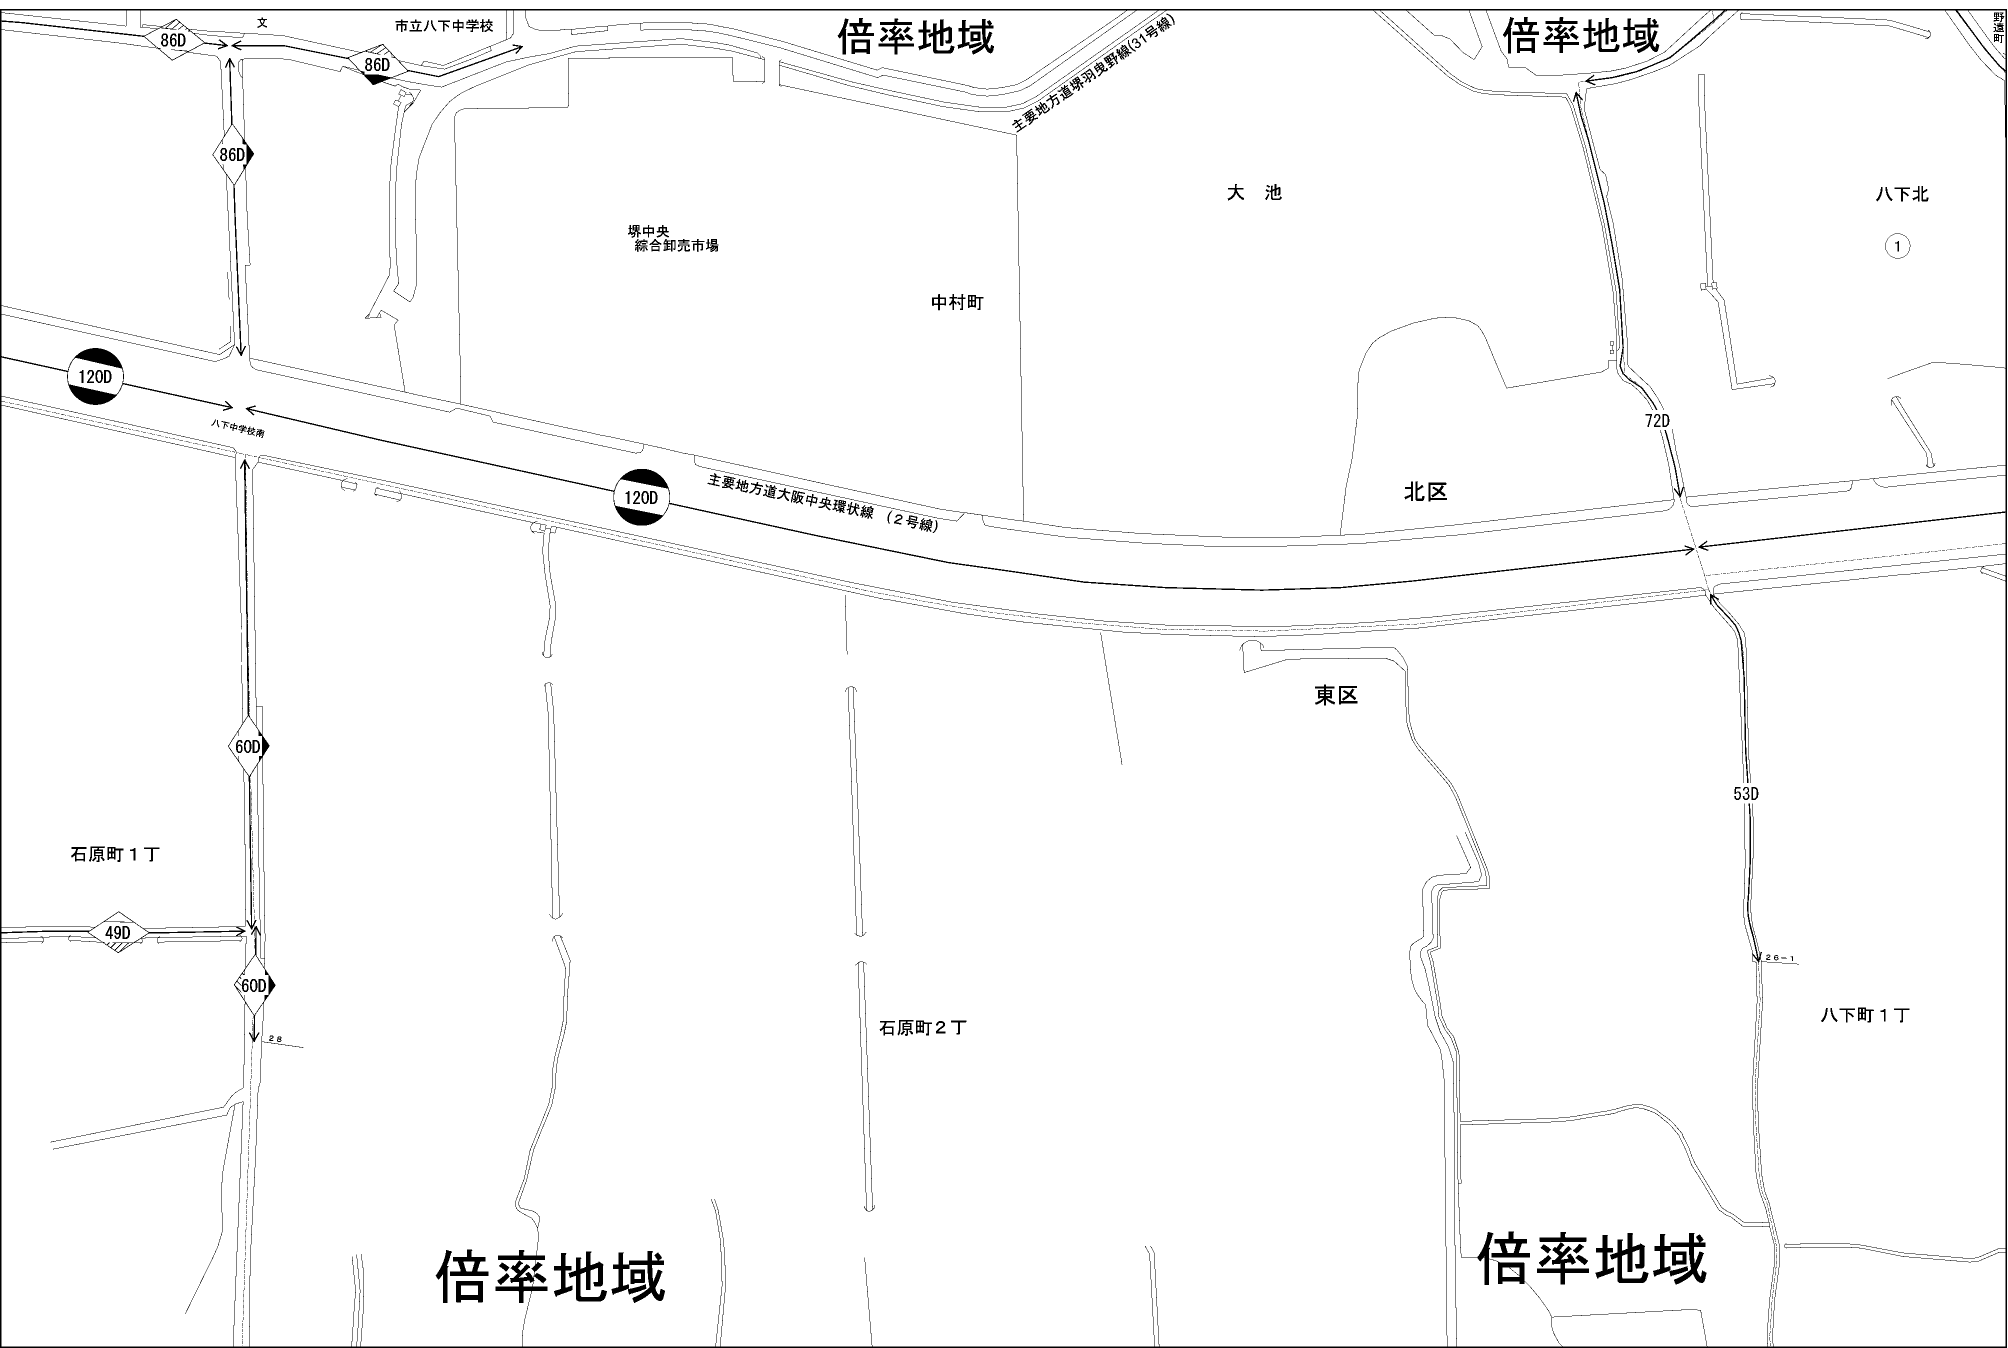 文
市立八下中学校
倍率地域
倍率地域
野遠町
86D
86D
主要地方道堺羽曳野線(31号線)
86D
大　池
八下北
堺中央
綜合卸売市場
1
中村町
120D
八下中学校南
72D
120D
主要地方道大阪中央環状線　(２号線)
北区
東区
60D
53D
石原町１丁
49D
26-1
60D
石原町２丁
八下町１丁
28
倍率地域
倍率地域